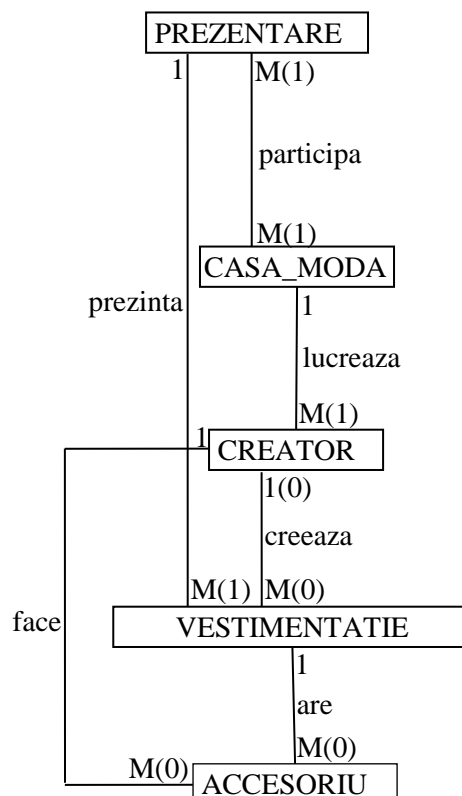 PREZENTARE
1
M(1)
participa
M(1)
CASA_MODA
prezinta
1
lucreaza
M(1)
1
CREATOR
1(0)
creeaza
M(1)
M(0)
face
VESTIMENTATIE
1
are
M(0)
M(0)
ACCESORIU